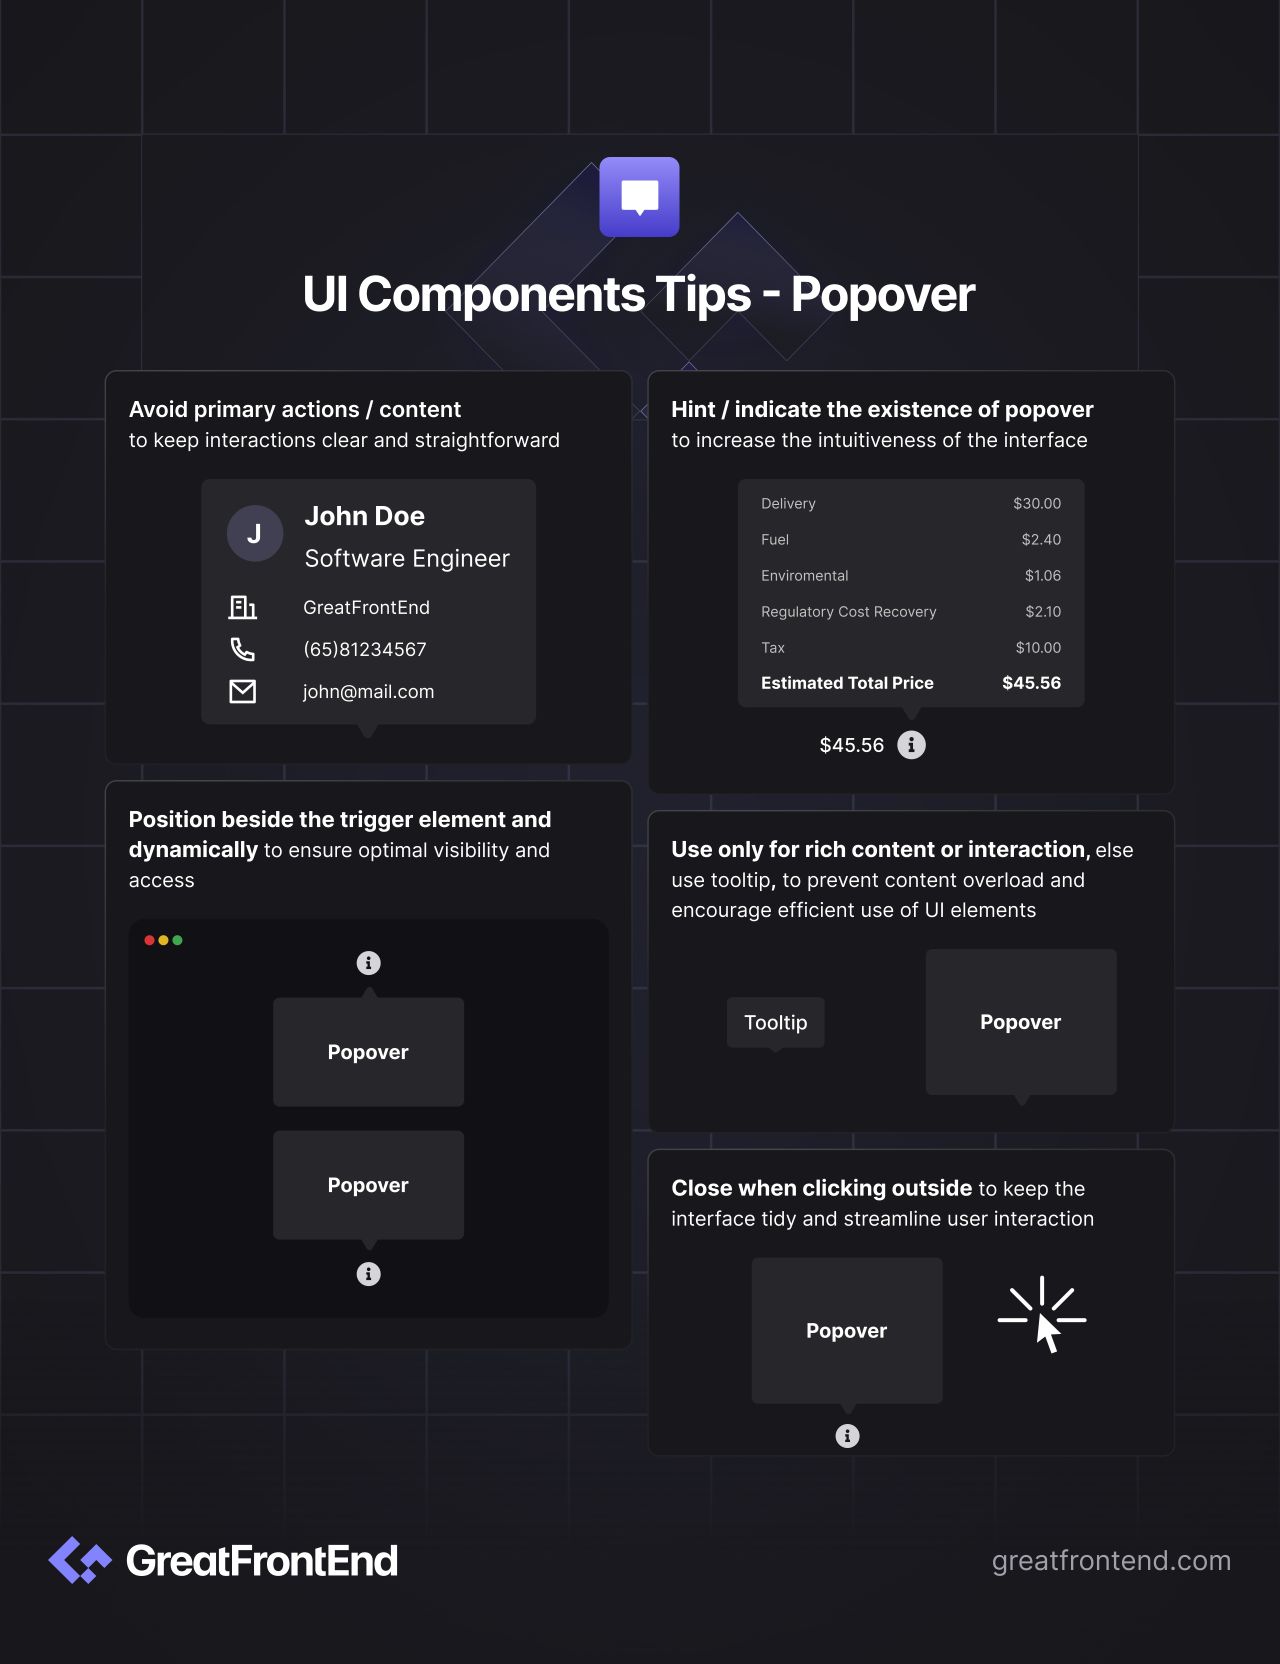 UI Components Tips - Popover
Avoid primary actions / content
to keep interactions clear and straightforward
J
John Doe
Software Engineer
GreatFrontEnd
(65)81234567
john@mail.com
Hint / indicate the existence of popover
to increase the intuitiveness of the interface
Delivery $30.00
Fuel $2.40
Enviromental $1.06
Regulatory Cost Recovery $2.10
Tax $10.00
Estimated Total Price $45.56
$45.56 i
Position beside the trigger element and
dynamically to ensure optimal visibility and
access
i
Popover
Popover
i
Use only for rich content or interaction, else
use tooltip, to prevent content overload and
encourage efficient use of UI elements
Tooltip
Popover
Close when clicking outside to keep the
interface tidy and streamline user interaction
Popover
i
GreatFrontEnd
greatfrontend.com